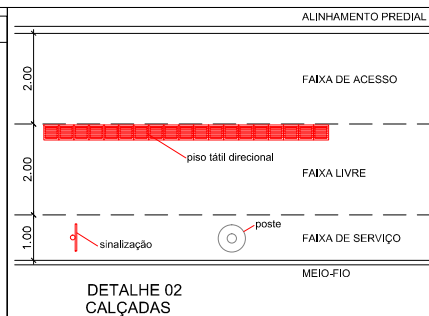 ALINHAMENTO PREDIAL
2.00
FAIXA DE ACESSO
piso tátil direcional
2.00
FAIXA LIVRE
poste
sinalização
1.00
FAIXA DE SERVIÇO
MEIO-FIO
DETALHE 02
CALÇADAS